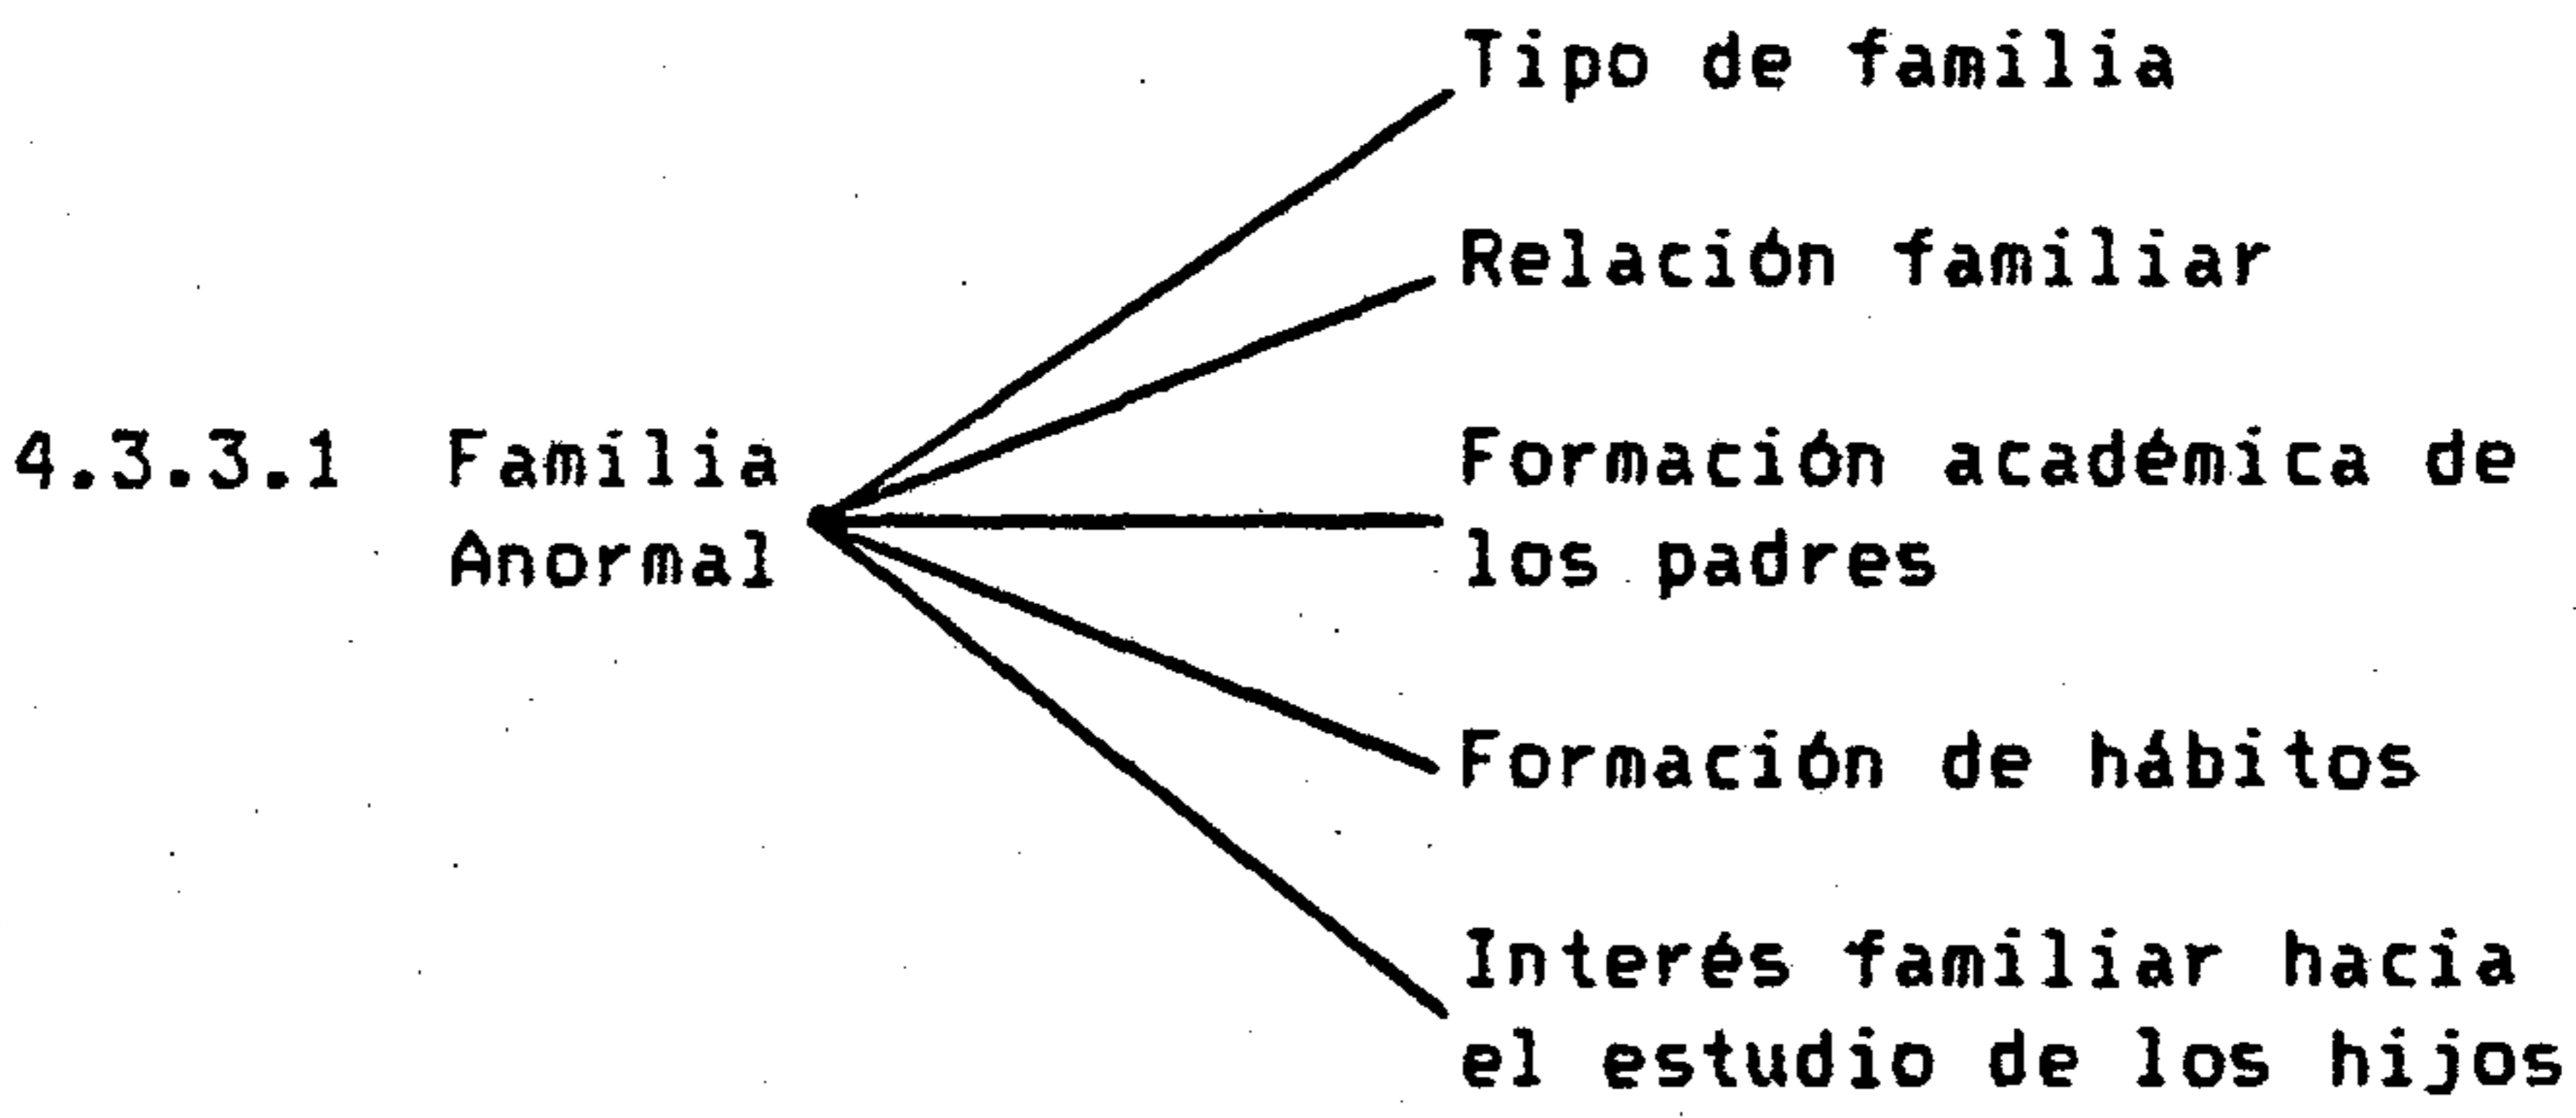 Tipo de familia
Relación familiar
4.3.3.1 Familia
Anormal
Formación académica de
los padres
Formación de hábitos
Interés familiar hacia
el estudio de los hijos